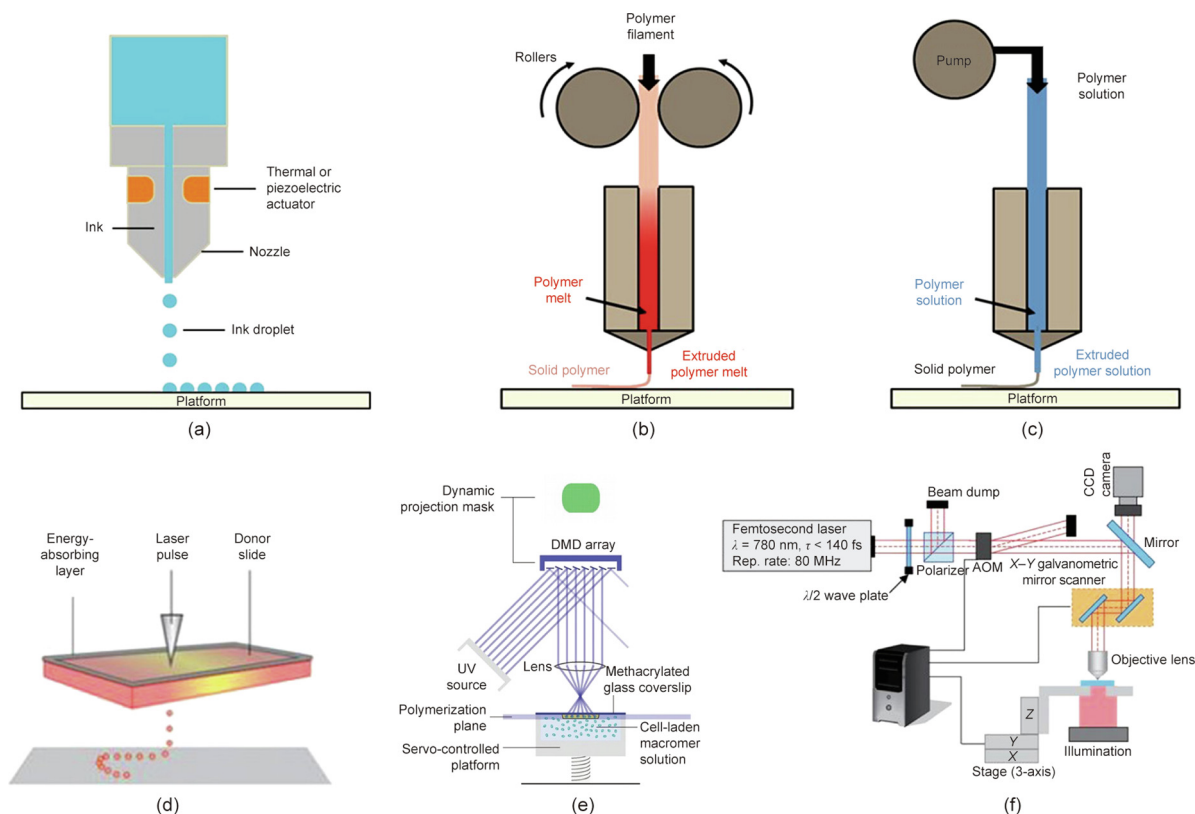 Thermal or
piezoelectric
actuator
Ink
Nozzle
Ink droplet
Platform
(a)
Polymer
filament
Rollers
Polymer
melt
Solid polymer
Extruded
polymer melt
Platform
(b)
Pump
Polymer
solution
Polymer
solution
Solid polymer
Extruded
polymer solution
Platform
(c)
Energy-
absorbing
layer
Laser
pulse
Donor
slide
(d)
Dynamic
projection mask
DMD array
UV
source
Lens
Methacrylated
glass coverslip
Polymerization
plane
Cell-laden
macromer
solution
Servo-controlled
platform
(e)
CCD
camera
Beam dump
Femtosecond laser
λ = 780 nm, τ < 140 fs
Rep. rate: 80 MHz
Polarizer
AOM
Mirror
X–Y galvanometric
mirror scanner
λ/2 wave plate
Objective lens
Z
Y
X
Illumination
Stage (3-axis)
(f)